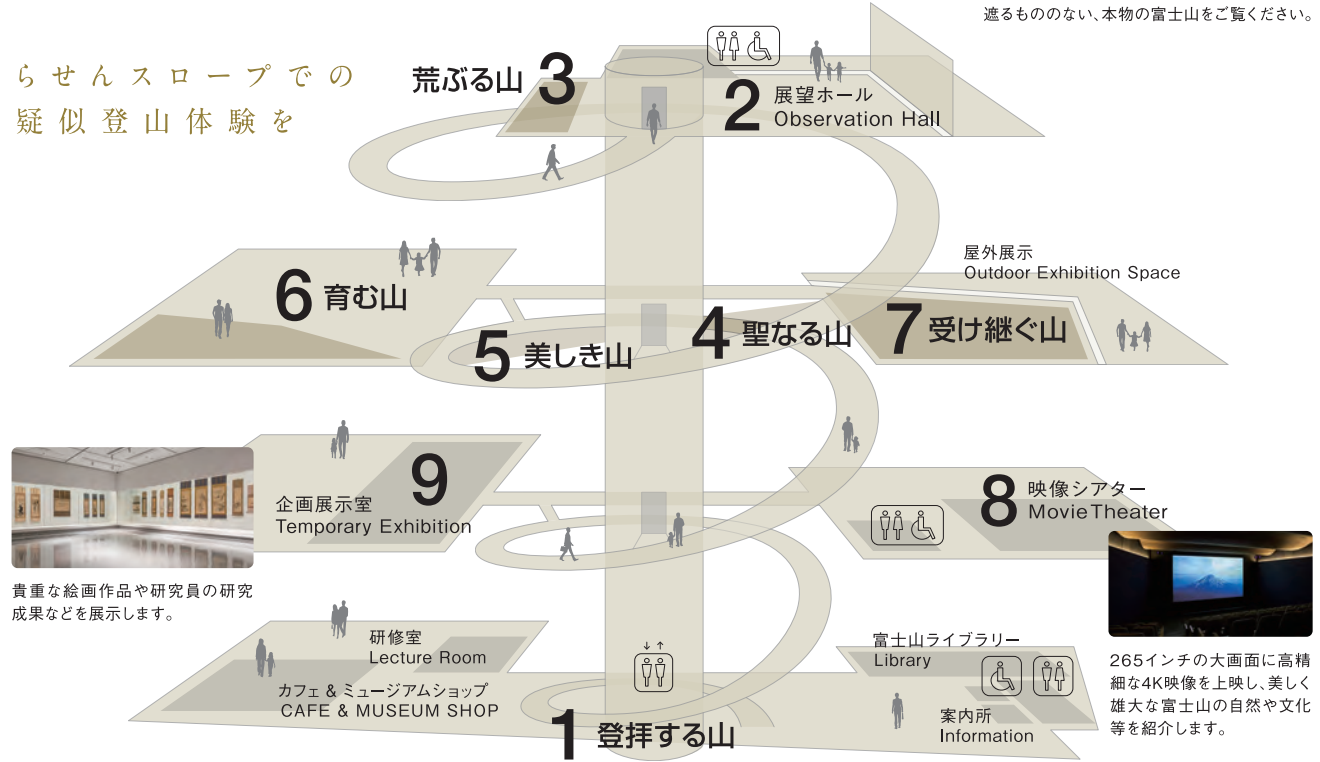 遮るもののない、本物の富士山をご覧ください。
らせんスロープでの
疑似登山体験を
荒ぶる山 3
2 展望ホール
Observation Hall
屋外展示
Outdoor Exhibition Space
6 育む山
5 美しき山
4 聖なる山
7 受け継ぐ山
9
企画展示室
Temporary Exhibition
貴重な絵画作品や研究員の研究
成果などを展示します。
8 映像シアター
Movie Theater
265インチの大画面に高精
細な4K映像を上映し、美しく
雄大な富士山の自然や文化
等を紹介します。
研修室
Lecture Room
カフェ & ミュージアムショップ
CAFE & MUSEUM SHOP
富士山ライブラリー
Library
案内所
Information
1 登拝する山